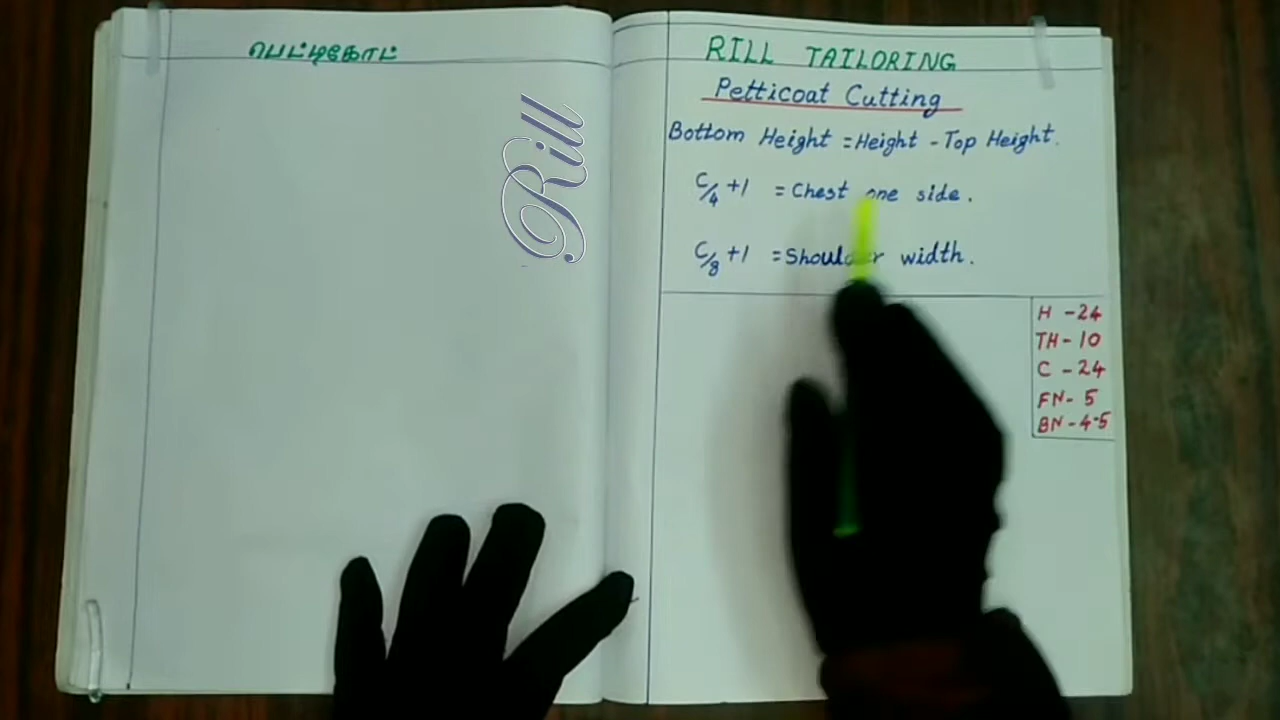 பெட்டிகோட்
Rill
RILL TAILORING
Petticoat Cutting
Bottom Height = Height - Top Height.
C/4 +1 = Chest one side.
C/8 +1 = Shoulder width.
H - 24
TH - 10
C - 24
FN - 5
BN - 4.5